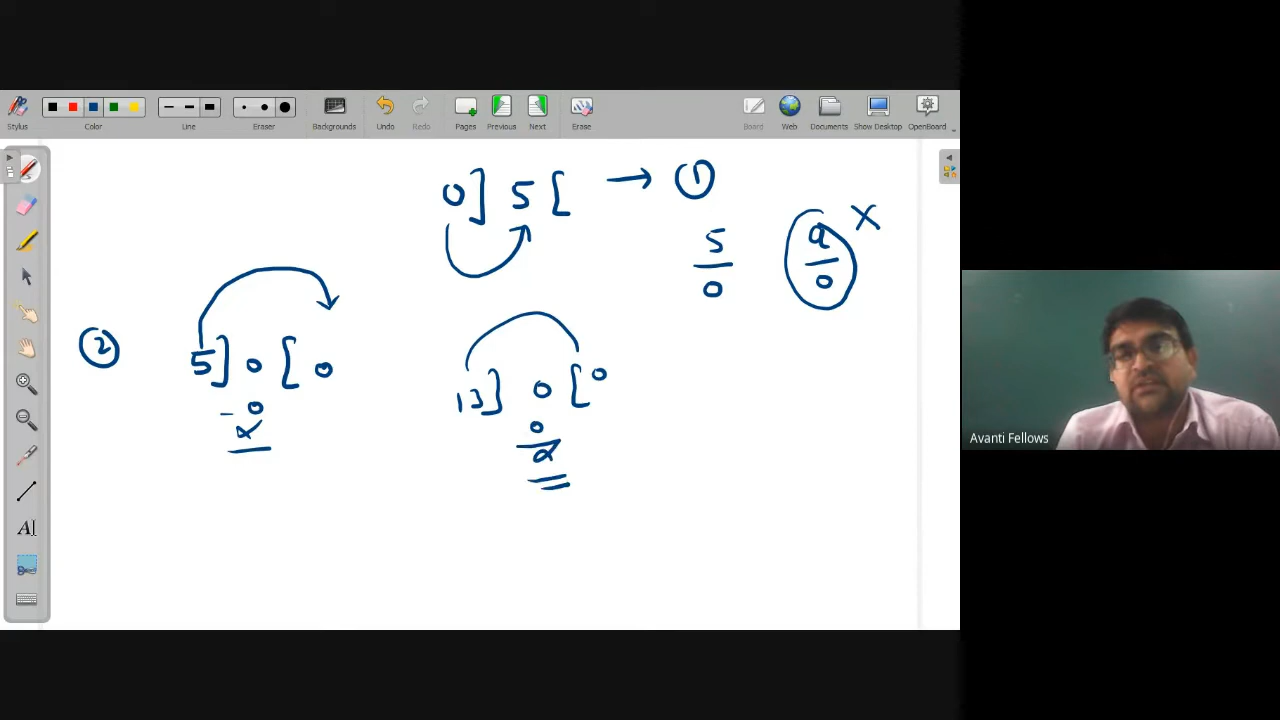 Stylus
Color
Line
Eraser
Backgrounds
Undo
Redo
Pages
Previous
Next
Erase
Board
Web
Documents
Show Desktop
OpenBoard
0] 5 [ → ①
5/0
a/0 X
②
5] 0 [ 0
- 0
13] 0 [ 0
0
A
Avanti Fellows